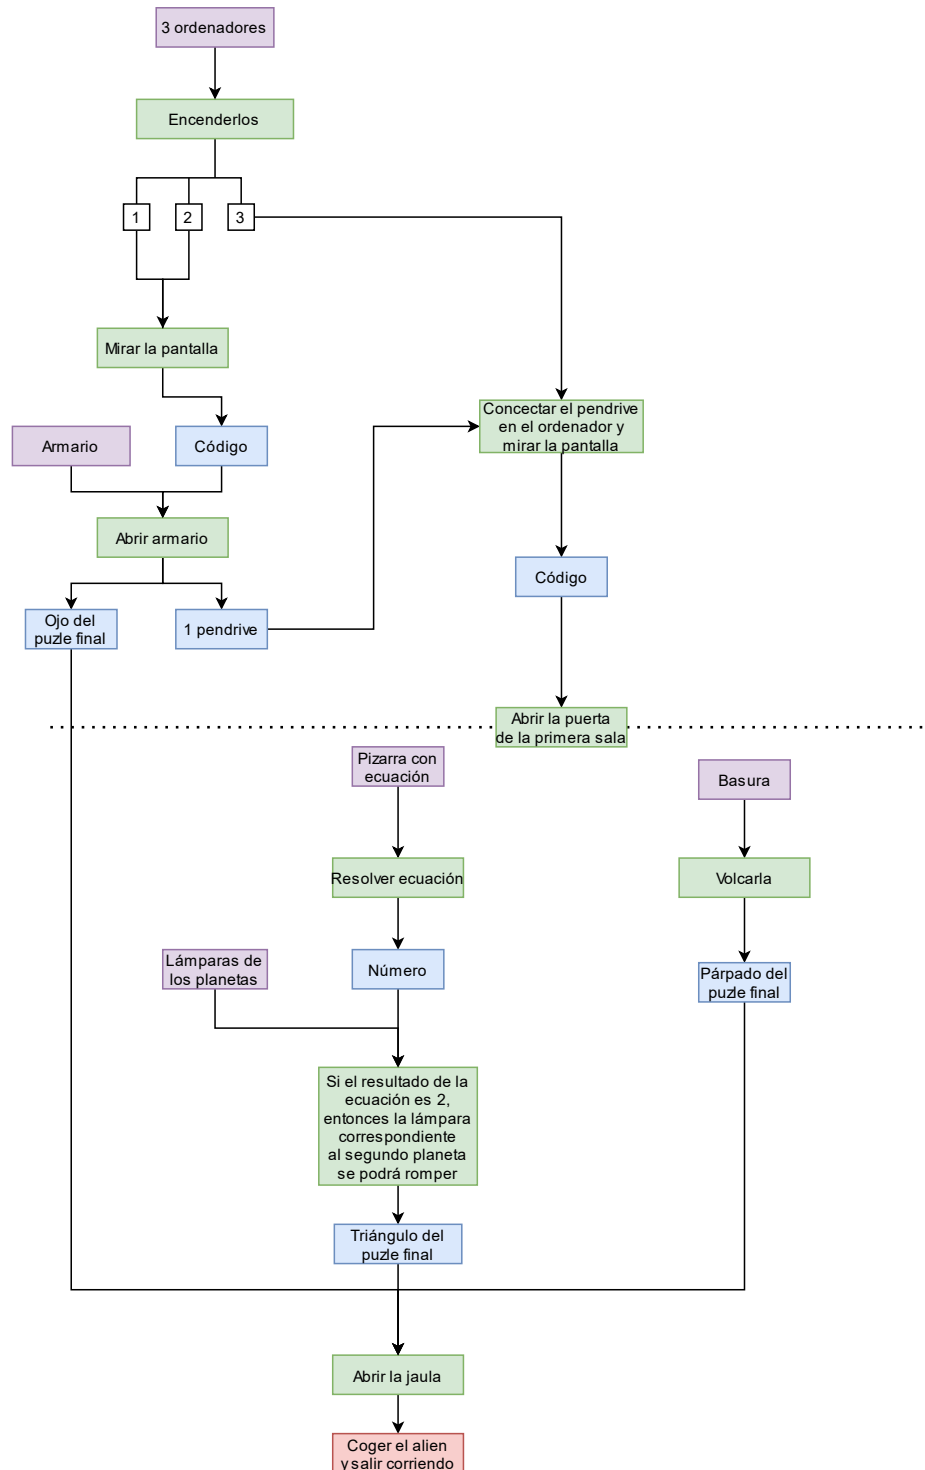 3 ordenadores
Encenderlos
1
2
3
Mirar la pantalla
Concectar el pendrive
en el ordenador y
mirar la pantalla
Armario
Código
Abrir armario
Código
Ojo del
puzle final
1 pendrive
Abrir la puerta
de la primera sala
Pizarra con
ecuación
Basura
Resolver ecuación
Volcarla
Lámparas de
los planetas
Número
Párpado del
puzle final
Si el resultado de la
ecuación es 2,
entonces la lámpara
correspondiente
al segundo planeta
se podrá romper
Triángulo del
puzle final
Abrir la jaula
Coger el alien
y salir corriendo